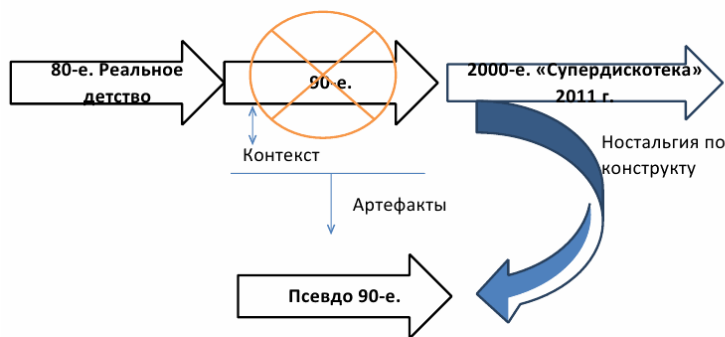 80-е. Реальное
детство
90-е.
2000-е. «Супердискотека»
2011 г.
Контекст
Ностальгия по
конструкту
Артефакты
Псевдо 90-е.